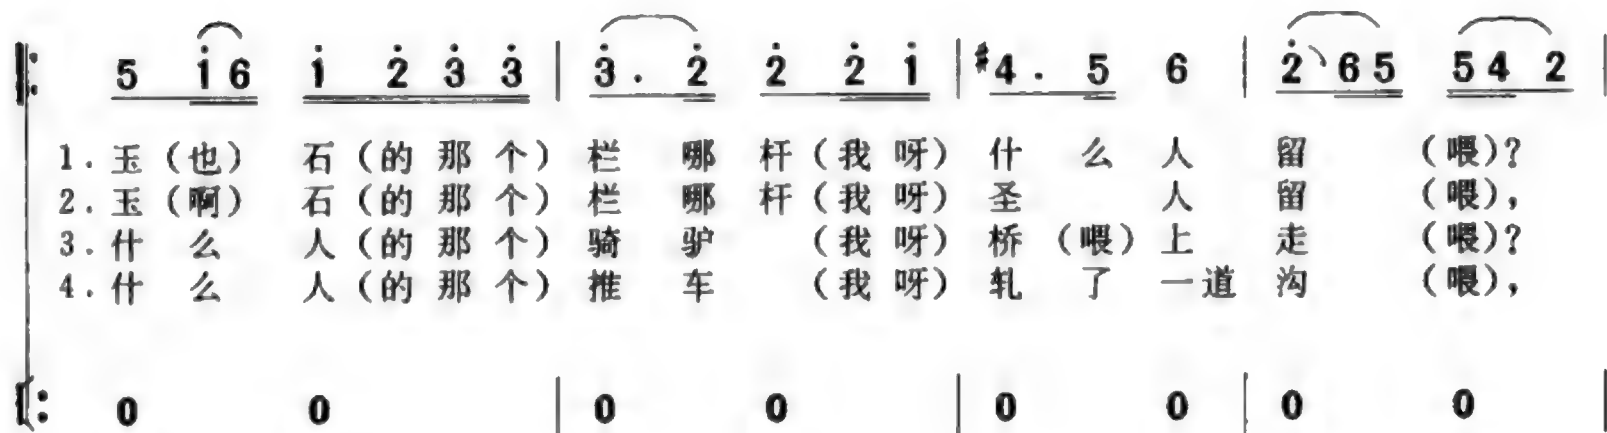 5 1 6 1 2 3 3 | 3 . 2 2 2 1 | #4 . 5 6 | 2 6 5 5 4 2 |
1. 玉 (也) 石 (的 那 个) 栏 哪 杆 (我 呀) 什 么 人 留 (喂)?
2. 玉 (啊) 石 (的 那 个) 栏 哪 杆 (我 呀) 圣 人 留 (喂),
3. 什 么 人 (的 那 个) 骑 驴 (我 呀) 桥 (喂) 上 走 (喂)?
4. 什 么 人 (的 那 个) 推 车 (我 呀) 轧 了 一 道 沟 (喂),
0 0 | 0 0 | 0 0 | 0 0 |